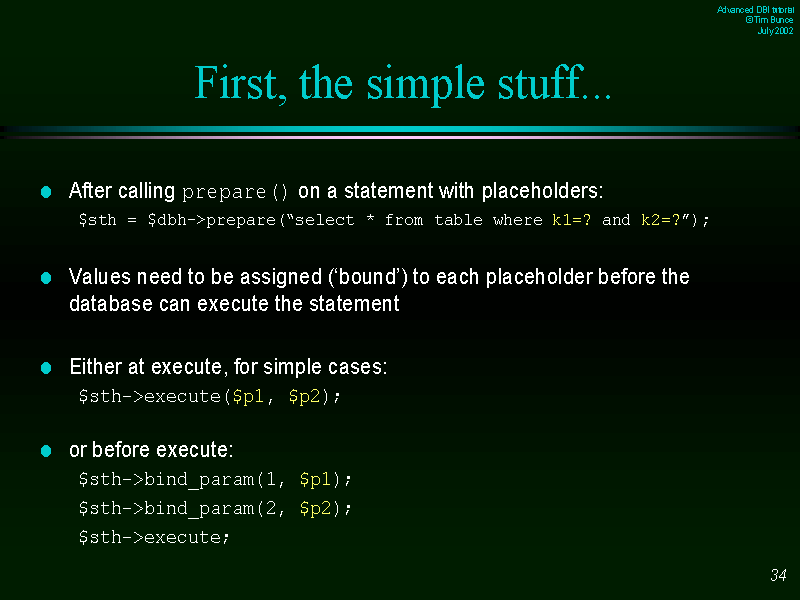 Advanced DBI tutorial
©Tim Bunce
July 2002
First, the simple stuff...
After calling prepare() on a statement with placeholders:
$sth = $dbh->prepare(“select * from table where k1=? and k2=?”);
Values need to be assigned (‘bound’) to each placeholder before the
database can execute the statement
Either at execute, for simple cases:
$sth->execute($p1, $p2);
or before execute:
$sth->bind_param(1, $p1);
$sth->bind_param(2, $p2);
$sth->execute;
34